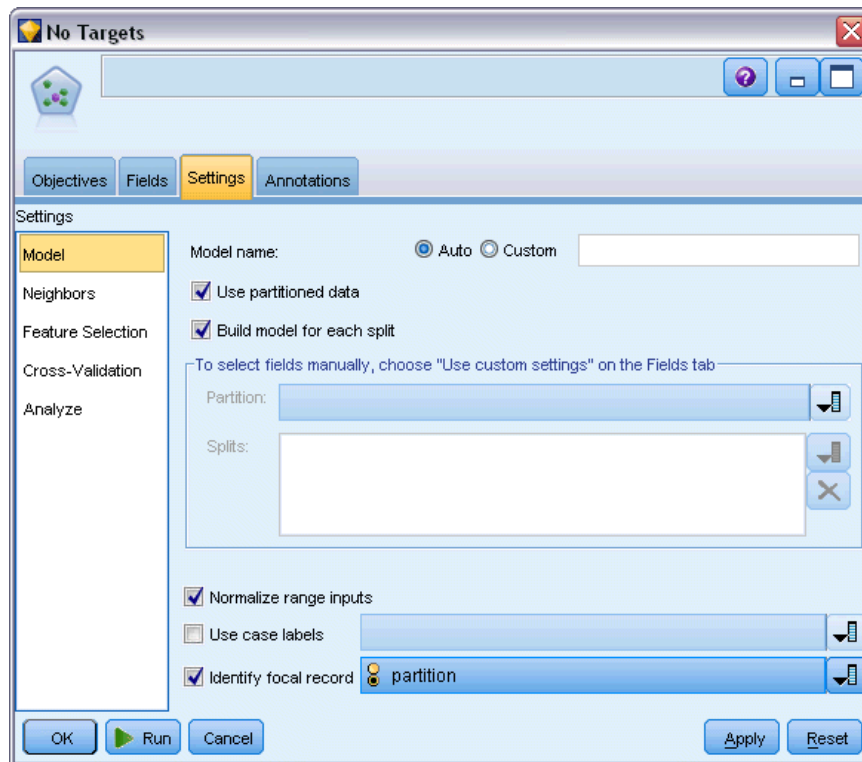 No Targets
Objectives Fields Settings Annotations
Settings
Model
Neighbors
Feature Selection
Cross-Validation
Analyze
Model name: Auto Custom
Use partitioned data
Build model for each split
To select fields manually, choose "Use custom settings" on the Fields tab
Partition:
Splits:
Normalize range inputs
Use case labels
Identify focal record partition
OK Run Cancel Apply Reset